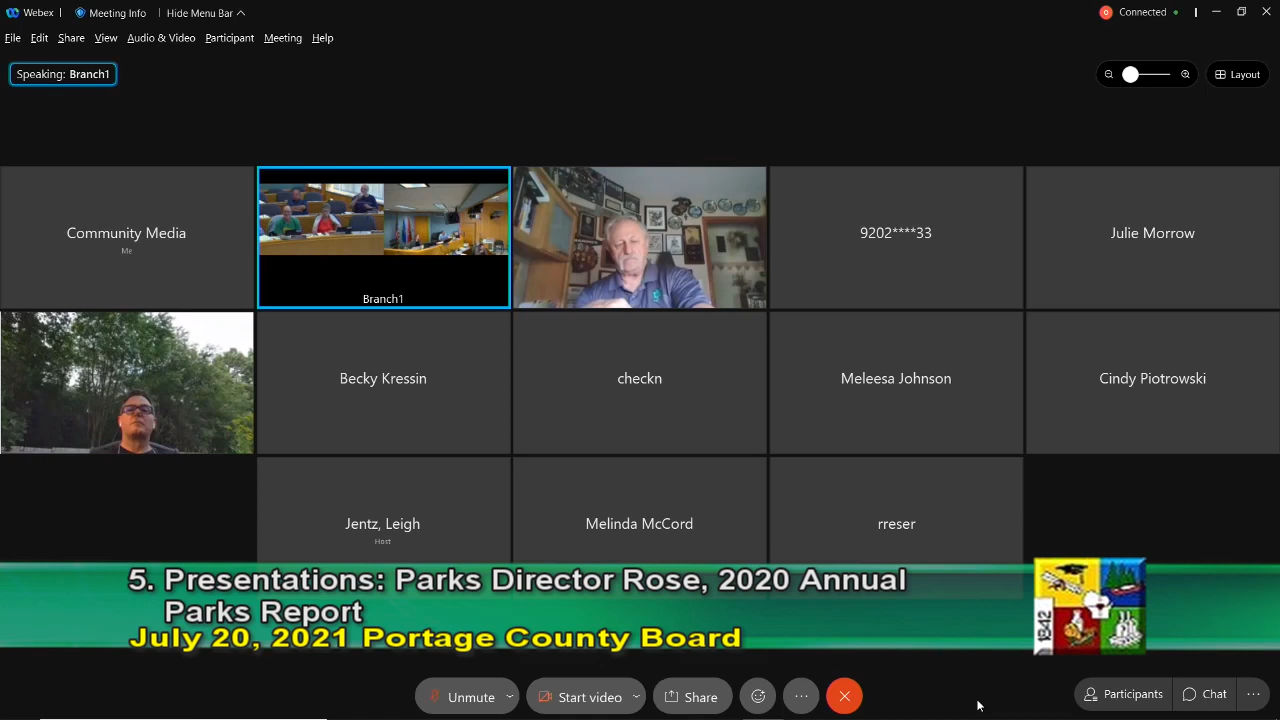 Webex
Meeting Info
Hide Menu Bar
Connected
File Edit Share View Audio & Video Participant Meeting Help
Speaking: Branch1
Layout
Community Media
Me
Branch1
9202****33
Julie Morrow
Becky Kressin
checkn
Meleesa Johnson
Cindy Piotrowski
Jentz, Leigh
Host
Melinda McCord
rreser
5. Presentations: Parks Director Rose, 2020 Annual
Parks Report
July 20, 2021 Portage County Board
1842
Unmute
Start video
Share
Participants
Chat